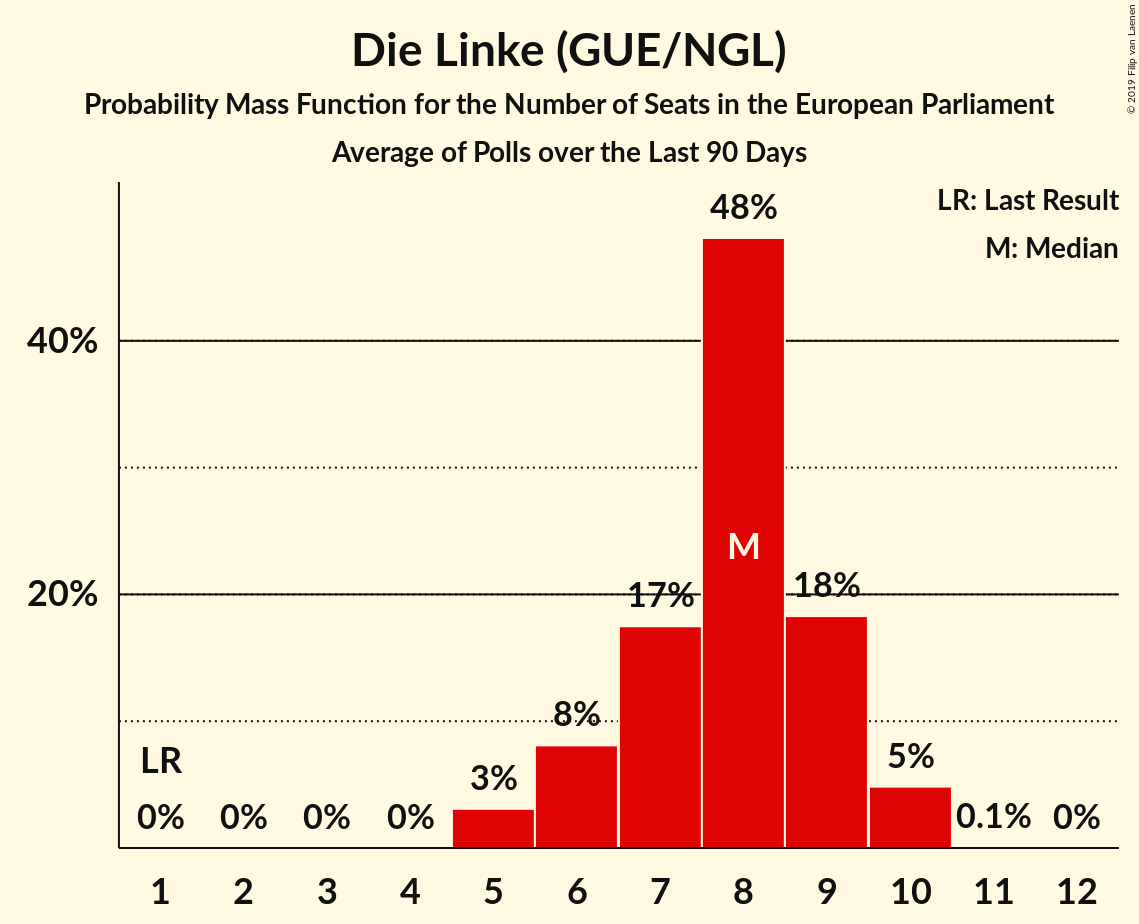 Die Linke (GUE/NGL)
Probability Mass Function for the Number of Seats in the European Parliament
Average of Polls over the Last 90 Days
© 2019 Filip van Laenen
LR: Last Result
M: Median
48%
40%
M
20%
17%
18%
8%
LR
3%
5%
0%
0%
0%
0%
0.1%
0%
1 2 3 4 5 6 7 8 9 10 11 12